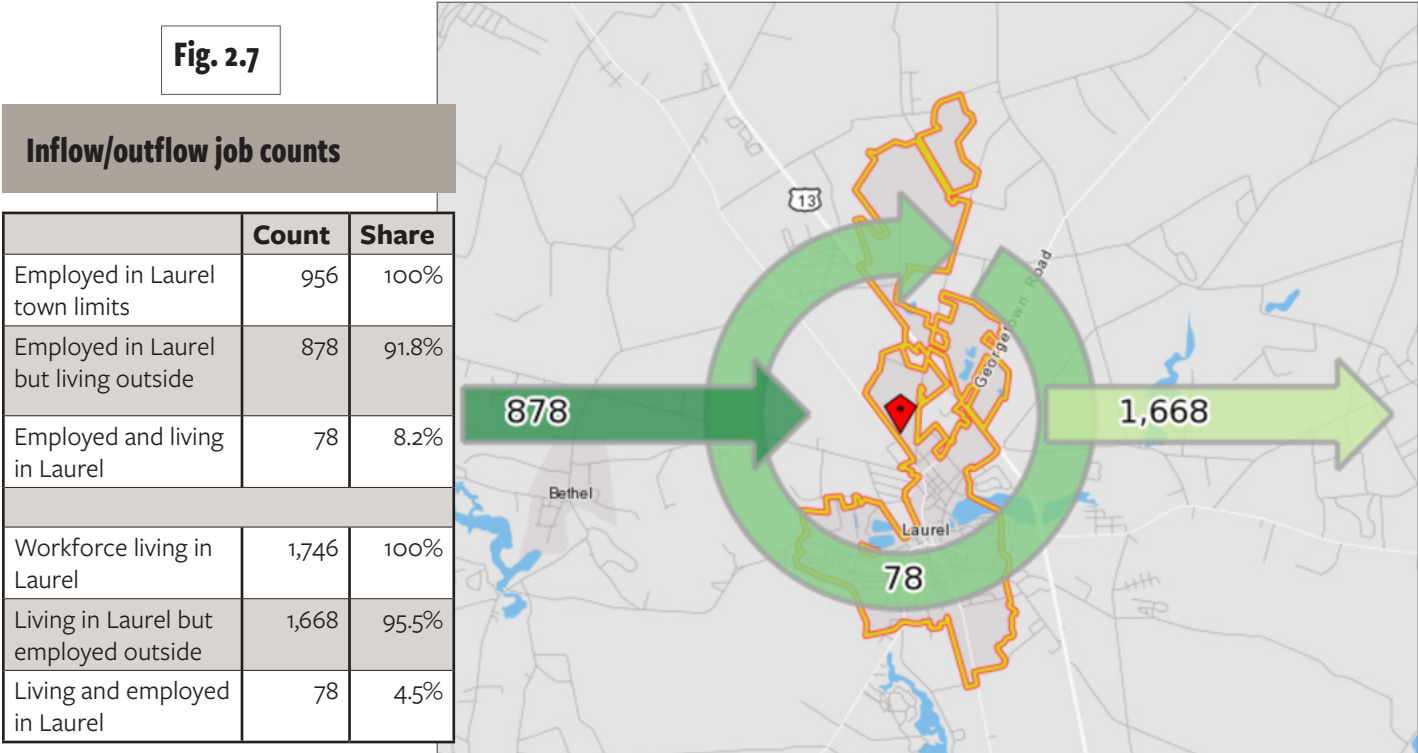 Fig. 2.7
Inflow/outflow job counts
Count Share
Employed in Laurel
town limits
956 100%
Employed in Laurel
but living outside
878 91.8%
Employed and living
in Laurel
78 8.2%
Workforce living in
Laurel
1,746 100%
Living in Laurel but
employed outside
1,668 95.5%
Living and employed
in Laurel
78 4.5%
13
Georgetown Road
878
1,668
Bethel
Laurel
78